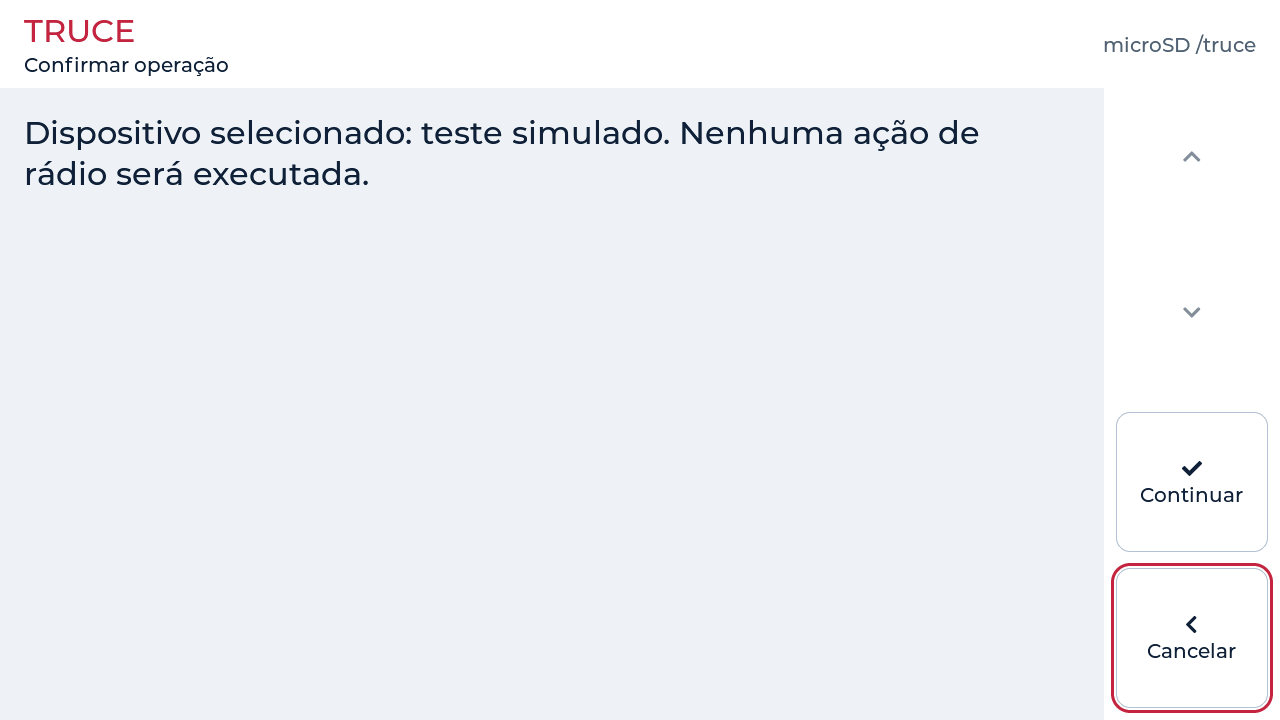 TRUCE
Confirmar operação
microSD /truce
Dispositivo selecionado: teste simulado. Nenhuma ação de
rádio será executada.
Continuar
Cancelar